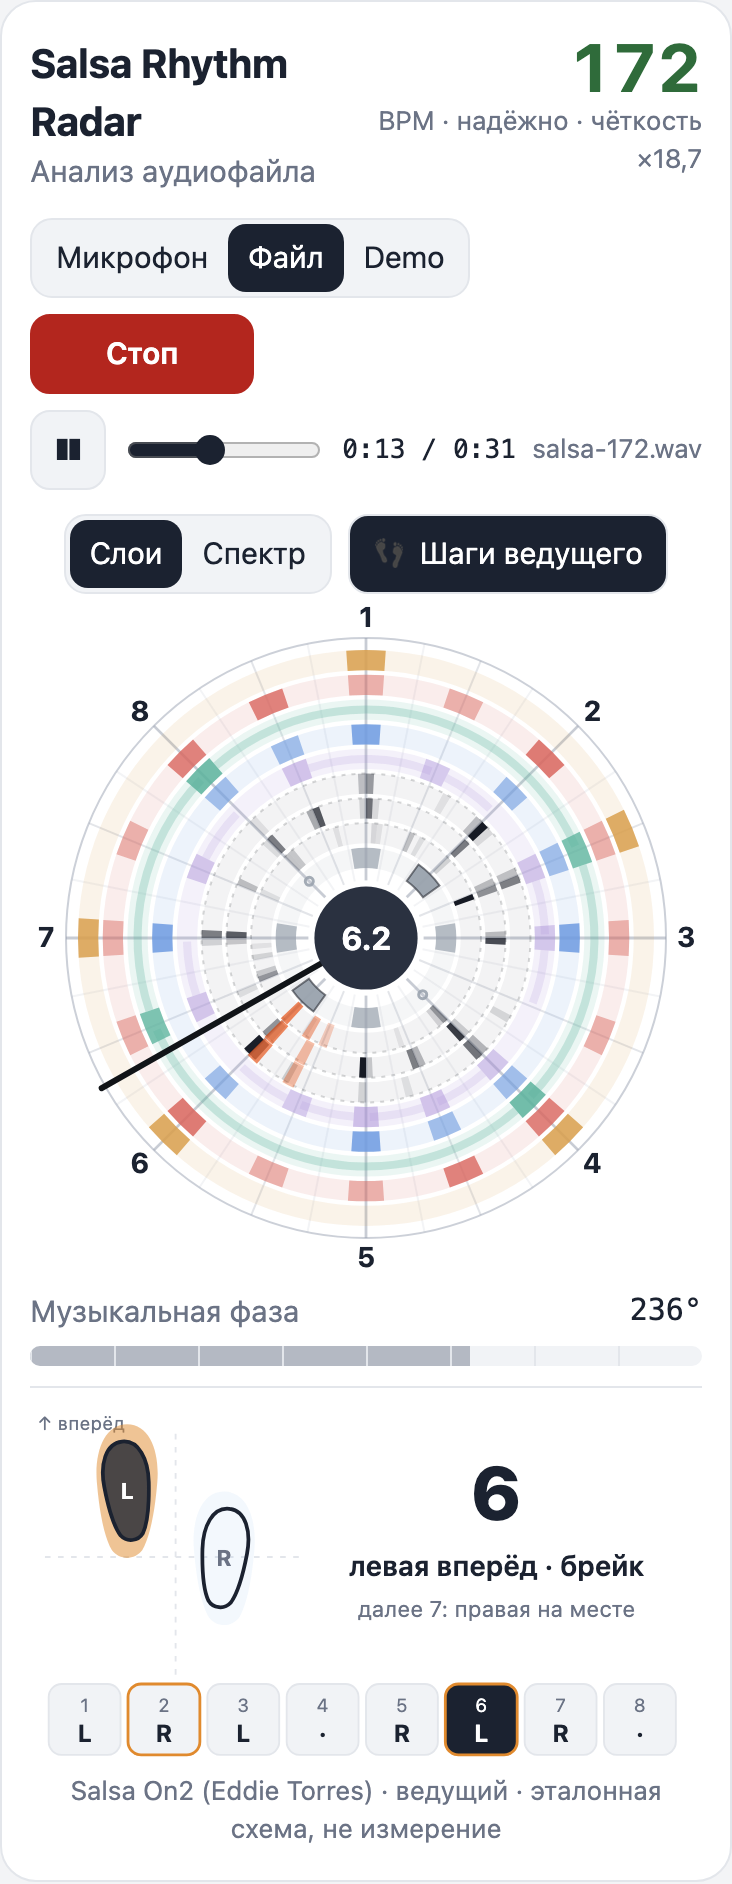 Salsa Rhythm
Radar
Анализ аудиофайла
172
BPM · надёжно · чёткость
×18,7
Микрофон Файл Demo
Стоп
0:13 / 0:31 salsa-172.wav
Слои Спектр Шаги ведущего
1
8 2
7 6.2 3
6 4
5
Музыкальная фаза 236°
↑ вперёд
L
R
6
левая вперёд · брейк
далее 7: правая на месте
1 2 3 4 5 6 7 8
L R L · R L R ·
Salsa On2 (Eddie Torres) · ведущий · эталонная
схема, не измерение